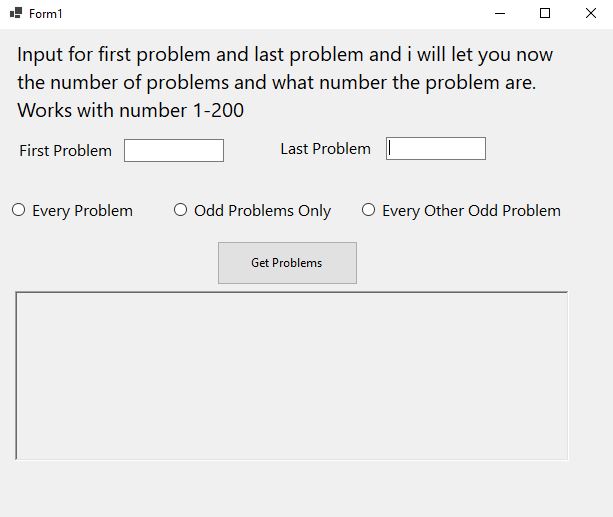 Form1
Input for first problem and last problem and i will let you now
the number of problems and what number the problem are.
Works with number 1-200
First Problem
Last Problem
Every Problem
Odd Problems Only
Every Other Odd Problem
Get Problems